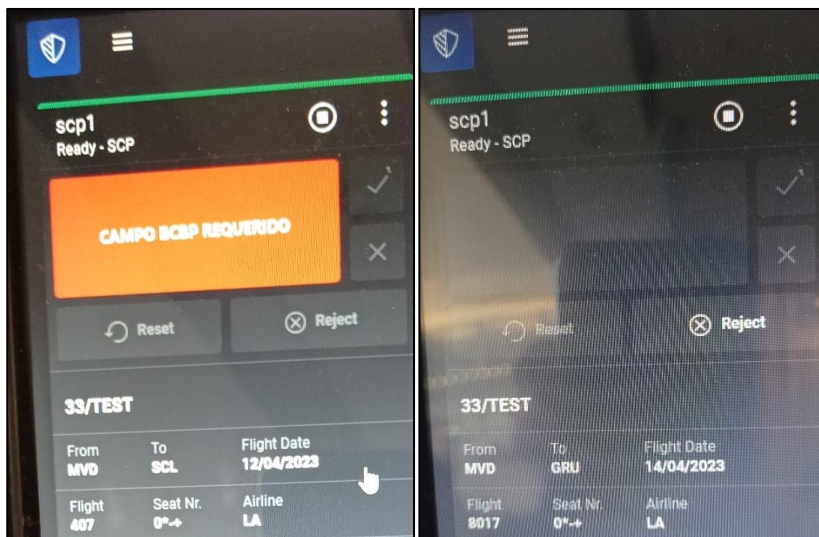 scp1
Ready - SCP
CAMPO BCBP REQUERIDO
Reset
Reject
33/TEST
From To Flight Date
MVD SCL 12/04/2023
Flight Seat Nr. Airline
407 0*-+ LA
scp1
Ready - SCP
Reset
Reject
33/TEST
From To Flight Date
MVD GRU 14/04/2023
Flight Seat Nr. Airline
8017 0*-+ LA